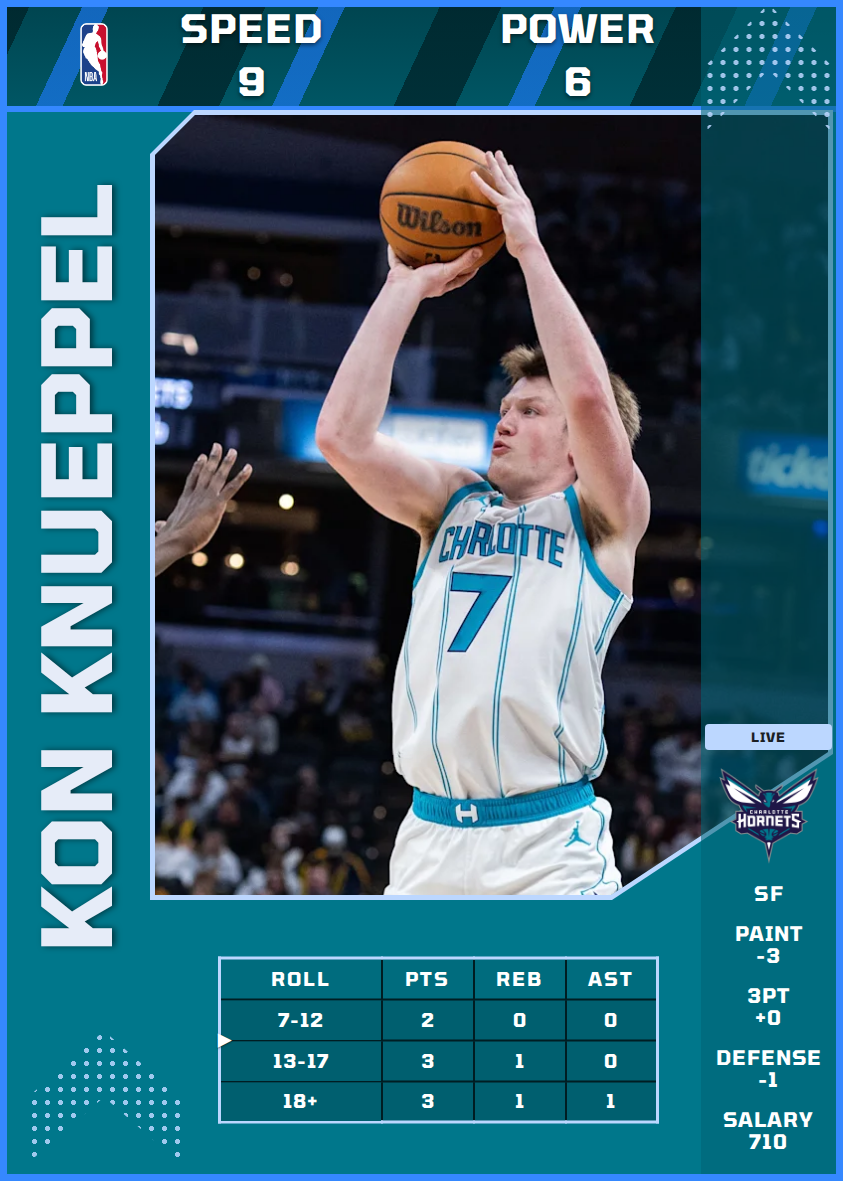 SPEED
9
POWER
6
NBA
KON KNUEPPEL
Wilson
CHARLOTTE
7
LIVE
CHARLOTTE
HORNETS
SF
PAINT
-3
3PT
+0
DEFENSE
-1
SALARY
710
ROLL PTS REB AST
7-12 2 0 0
13-17 3 1 0
18+ 3 1 1